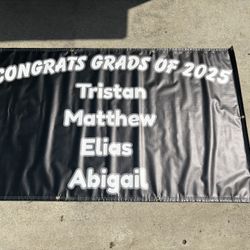 CONGRATS GRADS OF 2025
Tristan
Matthew
Elias
Abigail